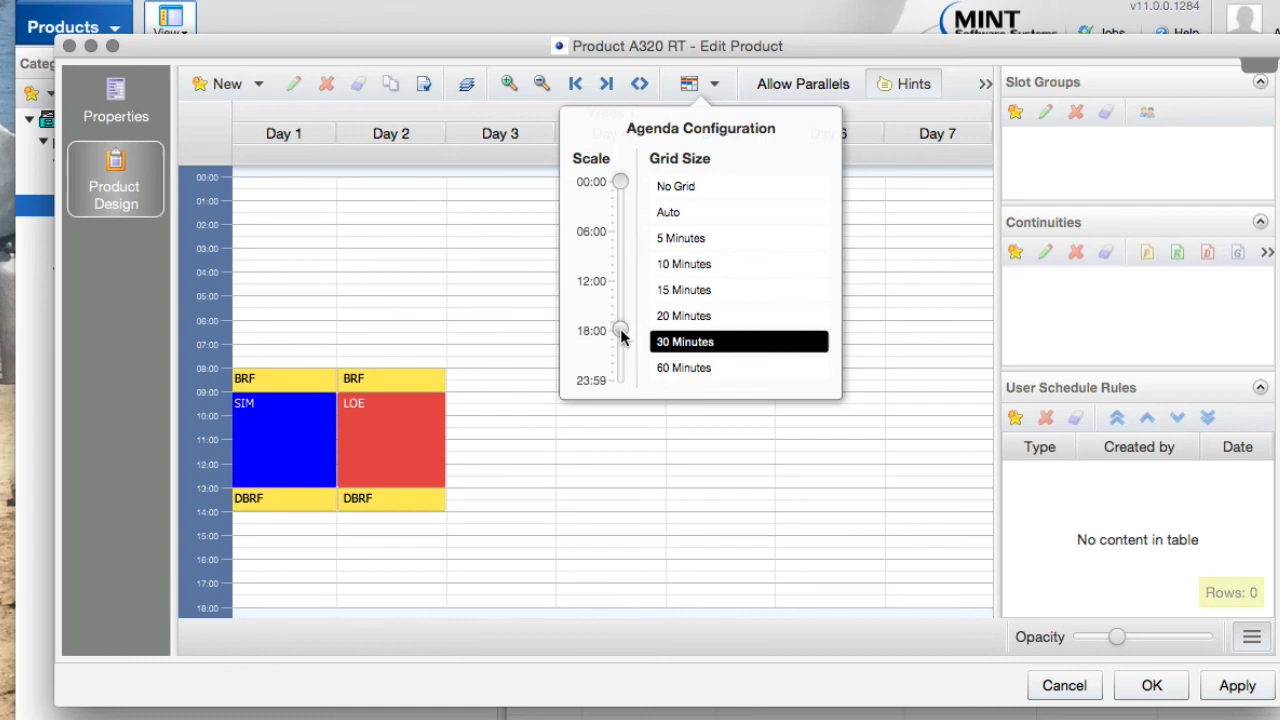 Products
View
MINT
Software Systems
v11.0.0.1284
Jobs
Help
Product A320 RT - Edit Product
Categ
Properties
Product
Design
New
Allow Parallels
Hints
Day 1
Day 2
Day 3
6
Day 7
00:00
01:00
02:00
03:00
04:00
05:00
06:00
07:00
08:00
09:00
10:00
11:00
12:00
13:00
14:00
15:00
16:00
17:00
18:00
BRF
BRF
SIM
LOE
DBRF
DBRF
Agenda Configuration
Scale
Grid Size
00:00
06:00
12:00
18:00
23:59
No Grid
Auto
5 Minutes
10 Minutes
15 Minutes
20 Minutes
30 Minutes
60 Minutes
Slot Groups
Continuities
P
R
D
G
User Schedule Rules
Type
Created by
Date
No content in table
Rows: 0
Opacity
Cancel
OK
Apply